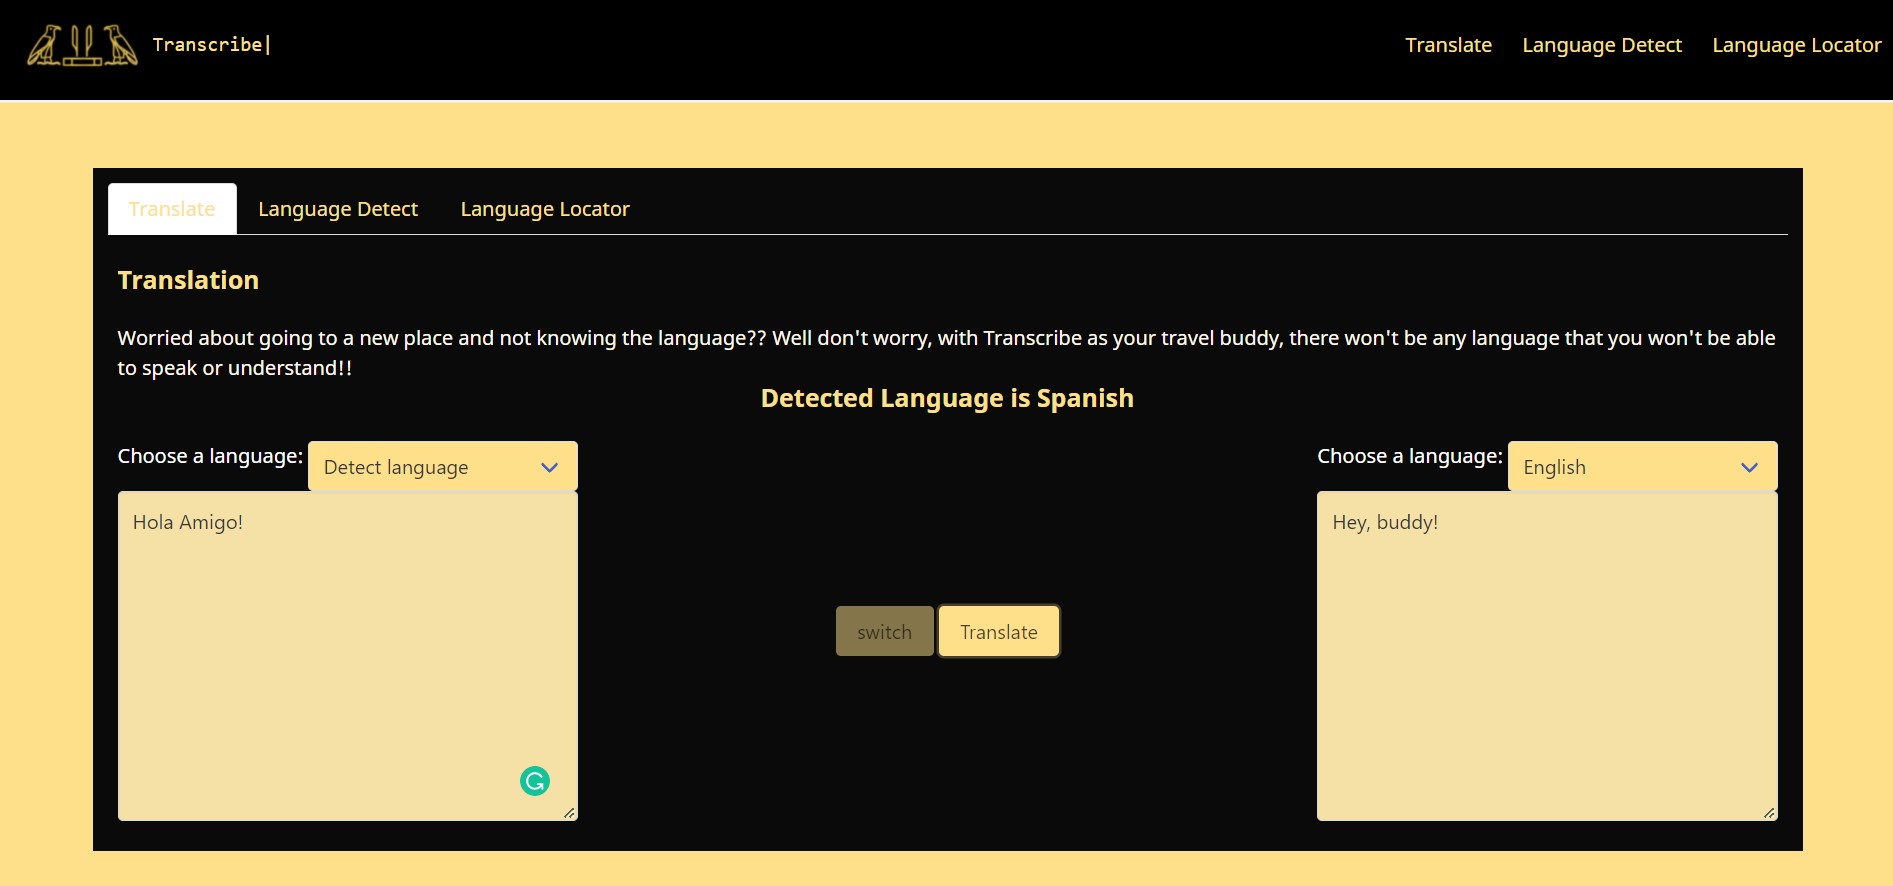 Transcribe|
Translate Language Detect Language Locator
Translate Language Detect Language Locator
Translation
Worried about going to a new place and not knowing the language?? Well don't worry, with Transcribe as your travel buddy, there won't be any language that you won't be able
to speak or understand!!
Detected Language is Spanish
Choose a language: Detect language
Hola Amigo!
switch Translate
Choose a language: English
Hey, buddy!